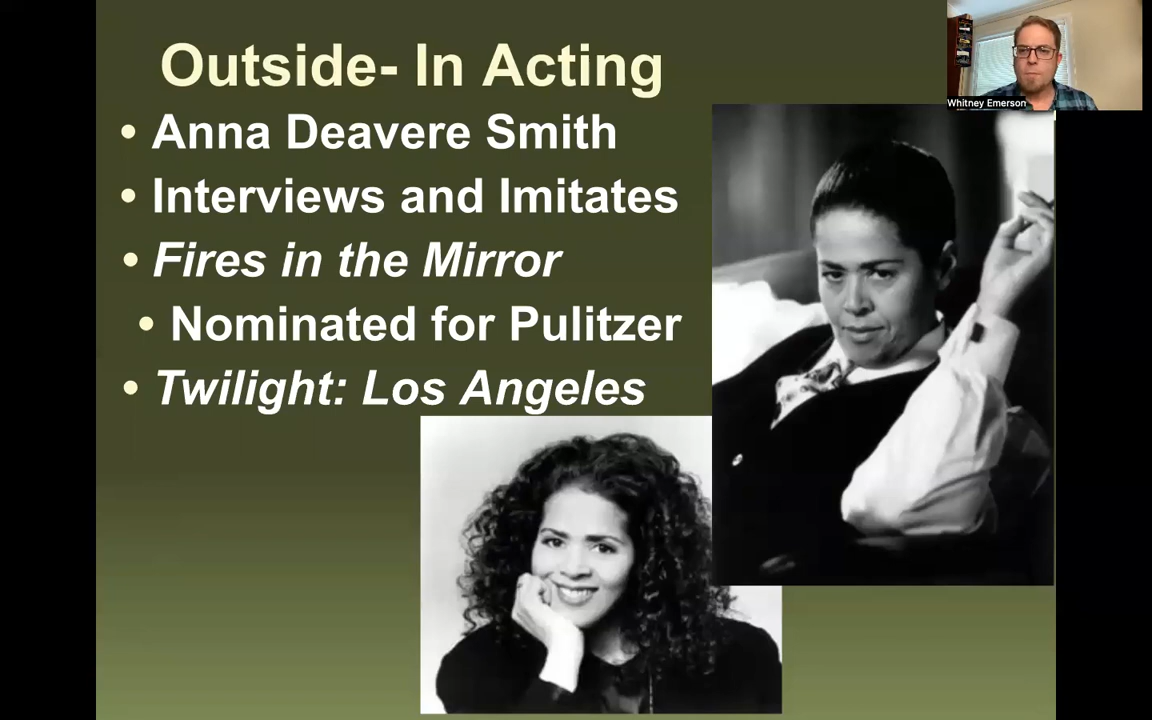 Outside- In Acting
• Anna Deavere Smith
• Interviews and Imitates
• Fires in the Mirror
• Nominated for Pulitzer
• Twilight: Los Angeles
Whitney Emerson